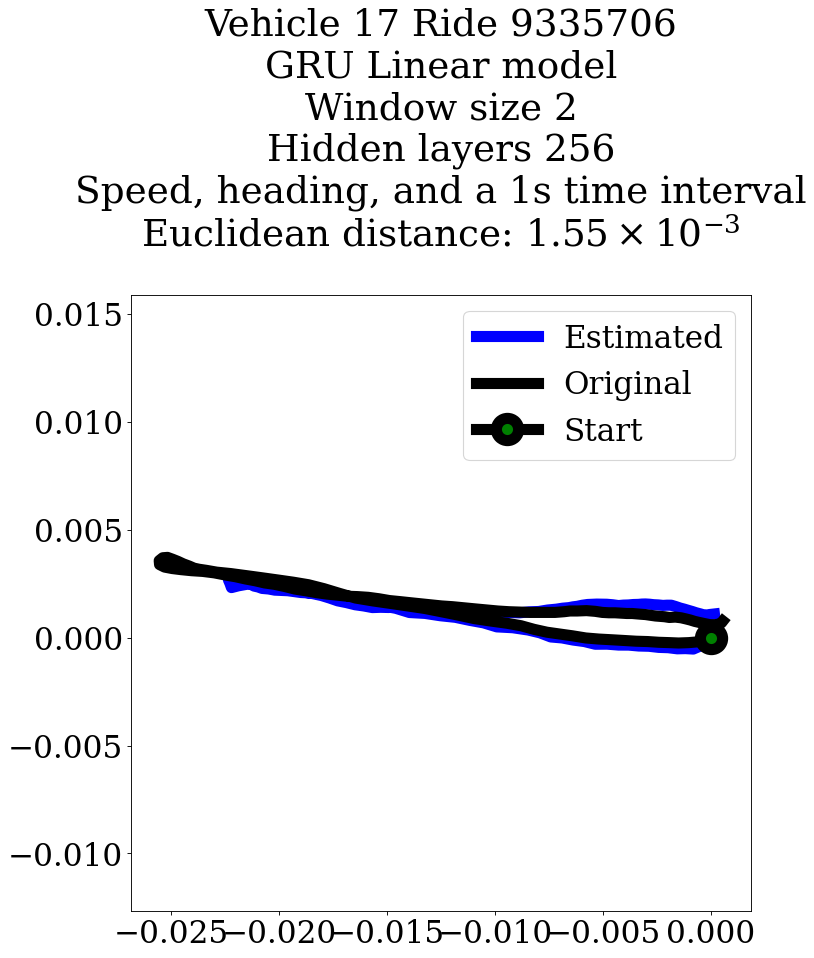 Vehicle 17 Ride 9335706
GRU Linear model
Window size 2
Hidden layers 256
Speed, heading, and a 1s time interval
Euclidean distance: 1.55 × 10⁻³
Estimated
Original
Start
0.015
0.010
0.005
0.000
−0.005
−0.010
−0.025 −0.020 −0.015 −0.010 −0.005 0.000